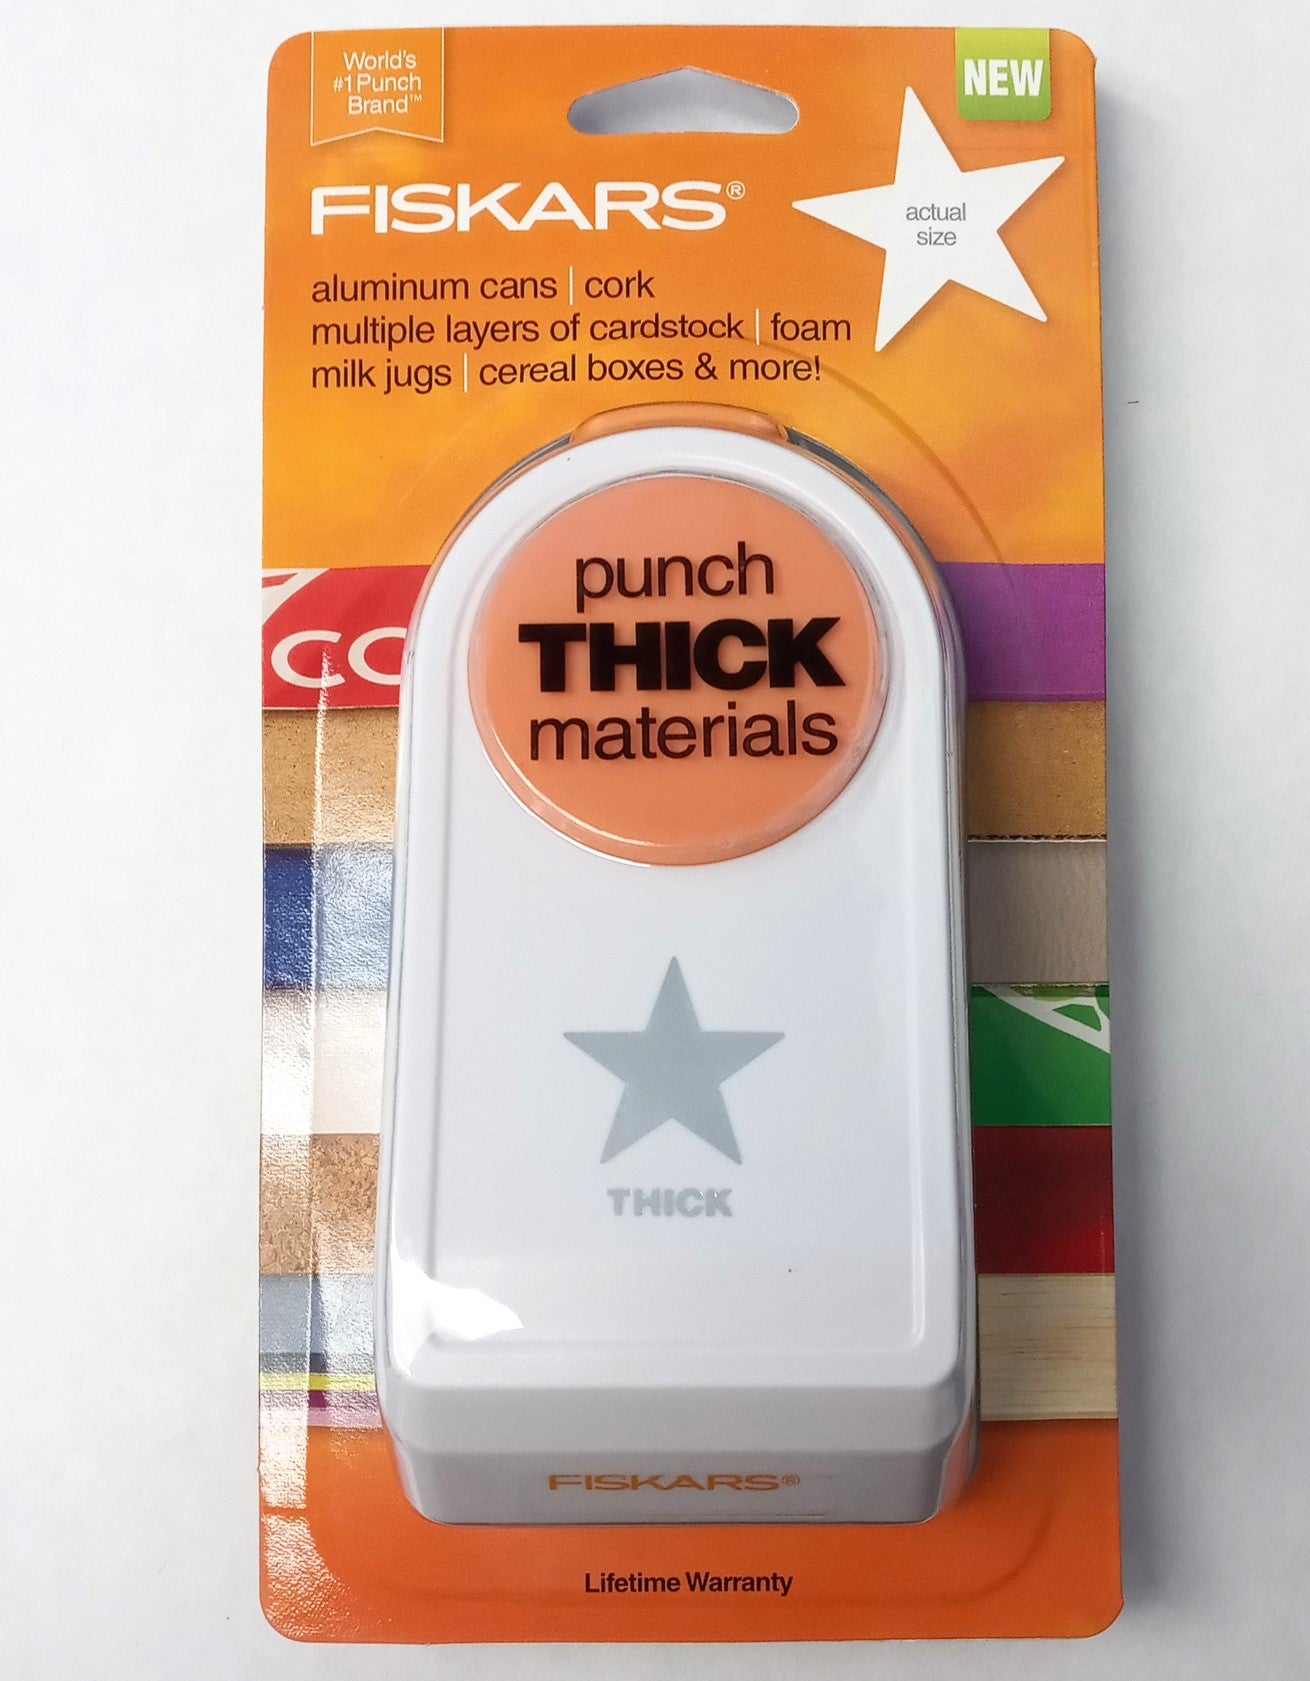 World's
#1 Punch
Brand™
NEW
FISKARS®
actual
size
aluminum cans | cork
multiple layers of cardstock | foam
milk jugs | cereal boxes & more!
CO
punch
THICK
materials
THICK
FISKARS®
Lifetime Warranty